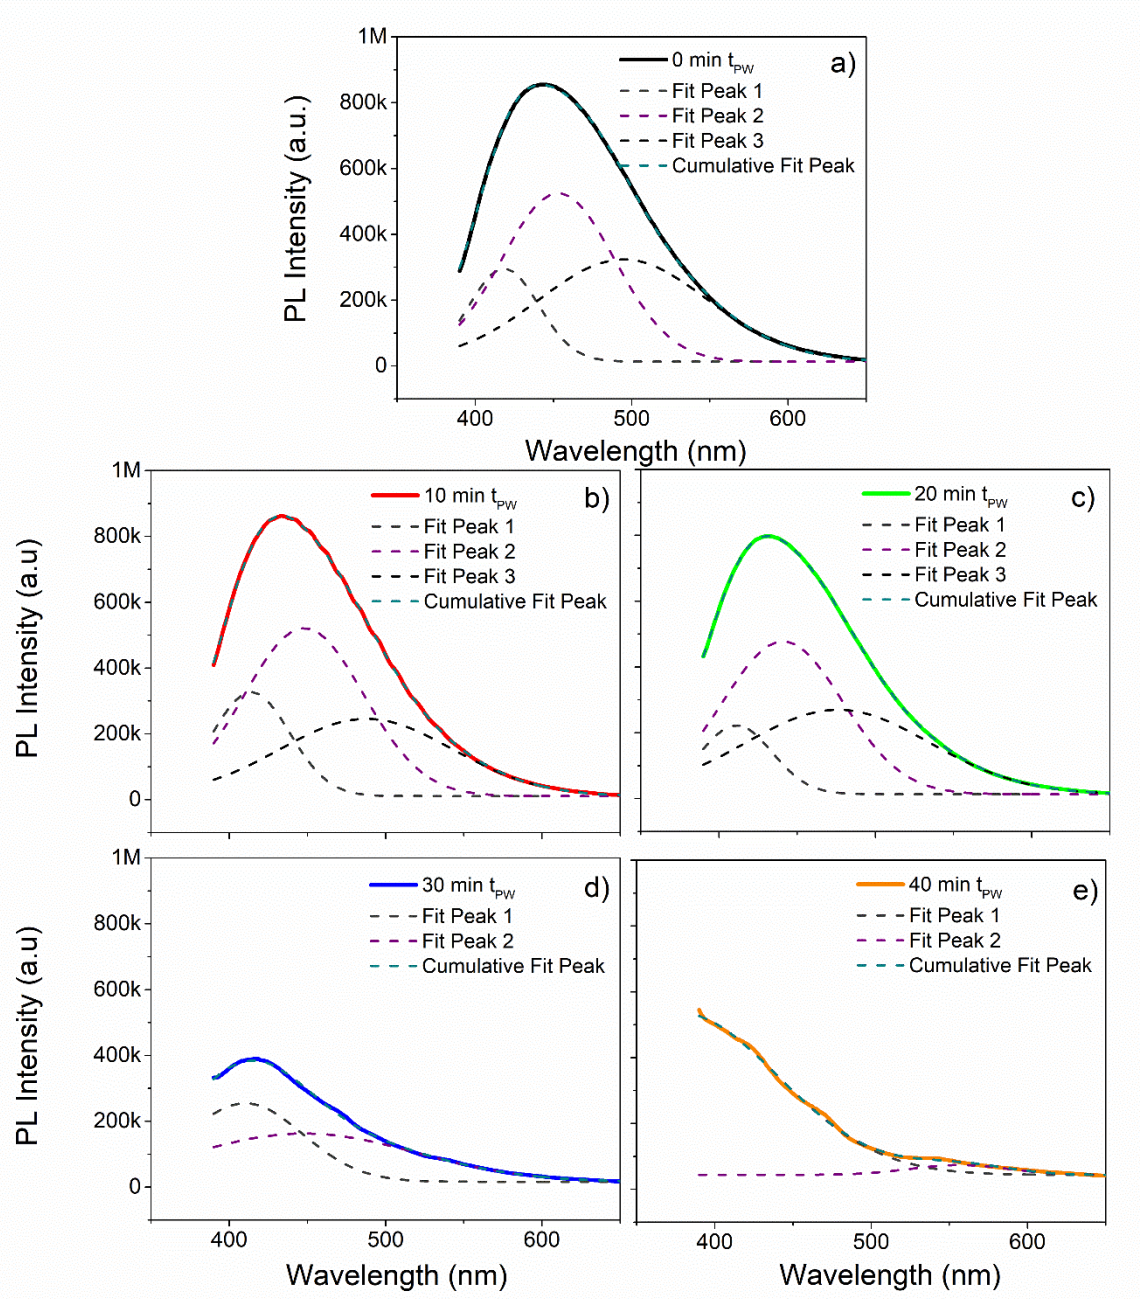 1M
800k
600k
400k
200k
0
PL Intensity (a.u.)
0 min tPW
Fit Peak 1
Fit Peak 2
Fit Peak 3
Cumulative Fit Peak
a)
400 500 600
Wavelength (nm)
1M
800k
600k
400k
200k
0
PL Intensity (a.u)
10 min tPW
Fit Peak 1
Fit Peak 2
Fit Peak 3
Cumulative Fit Peak
b)
20 min tPW
Fit Peak 1
Fit Peak 2
Fit Peak 3
Cumulative Fit Peak
c)
1M
800k
600k
400k
200k
0
PL Intensity (a.u)
30 min tPW
Fit Peak 1
Fit Peak 2
Cumulative Fit Peak
d)
400 500 600
Wavelength (nm)
40 min tPW
Fit Peak 1
Fit Peak 2
Cumulative Fit Peak
e)
400 500 600
Wavelength (nm)